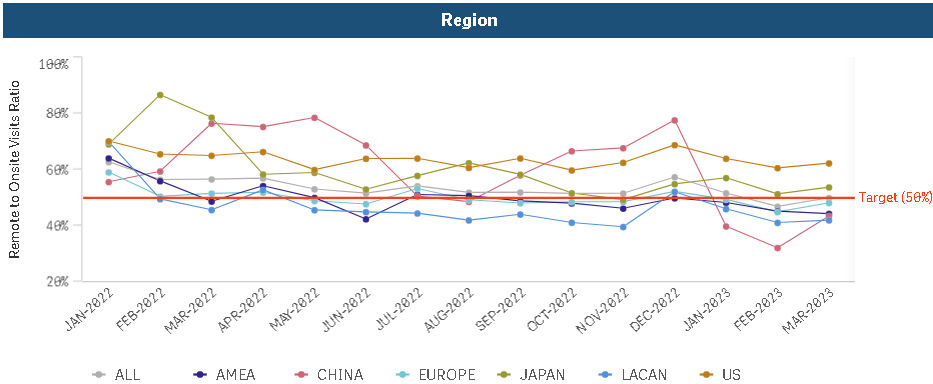 Region
Remote to Onsite Visits Ratio
100%
80%
60%
40%
20%
Target (50%)
JAN-2022
FEB-2022
MAR-2022
APR-2022
MAY-2022
JUN-2022
JUL-2022
AUG-2022
SEP-2022
OCT-2022
NOV-2022
DEC-2022
JAN-2023
FEB-2023
MAR-2023
ALL
AMEA
CHINA
EUROPE
JAPAN
LACAN
US